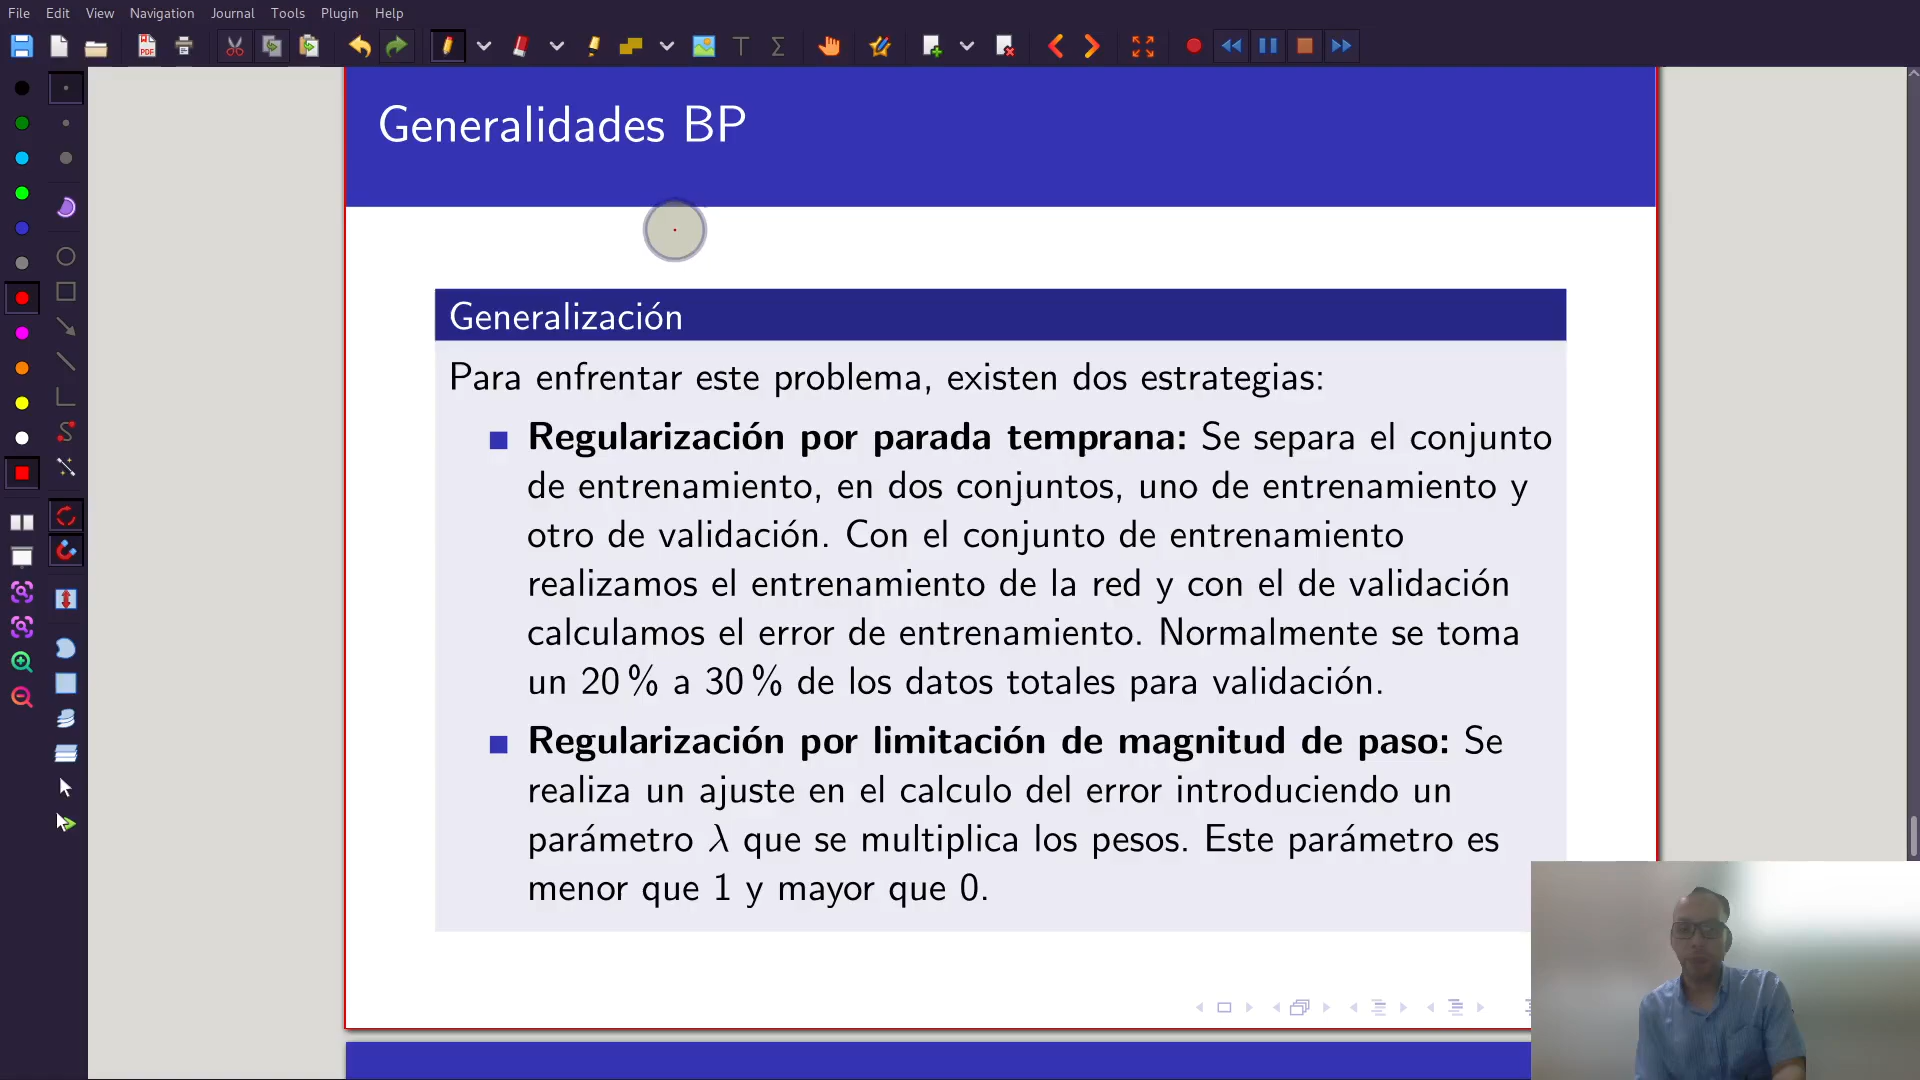 File Edit View Navigation Journal Tools Plugin Help
PDF
Generalidades BP
Generalización
Para enfrentar este problema, existen dos estrategias:
Regularización por parada temprana: Se separa el conjunto
de entrenamiento, en dos conjuntos, uno de entrenamiento y
otro de validación. Con el conjunto de entrenamiento
realizamos el entrenamiento de la red y con el de validación
calculamos el error de entrenamiento. Normalmente se toma
un 20 % a 30 % de los datos totales para validación.
Regularización por limitación de magnitud de paso: Se
realiza un ajuste en el calculo del error introduciendo un
parámetro λ que se multiplica los pesos. Este parámetro es
menor que 1 y mayor que 0.